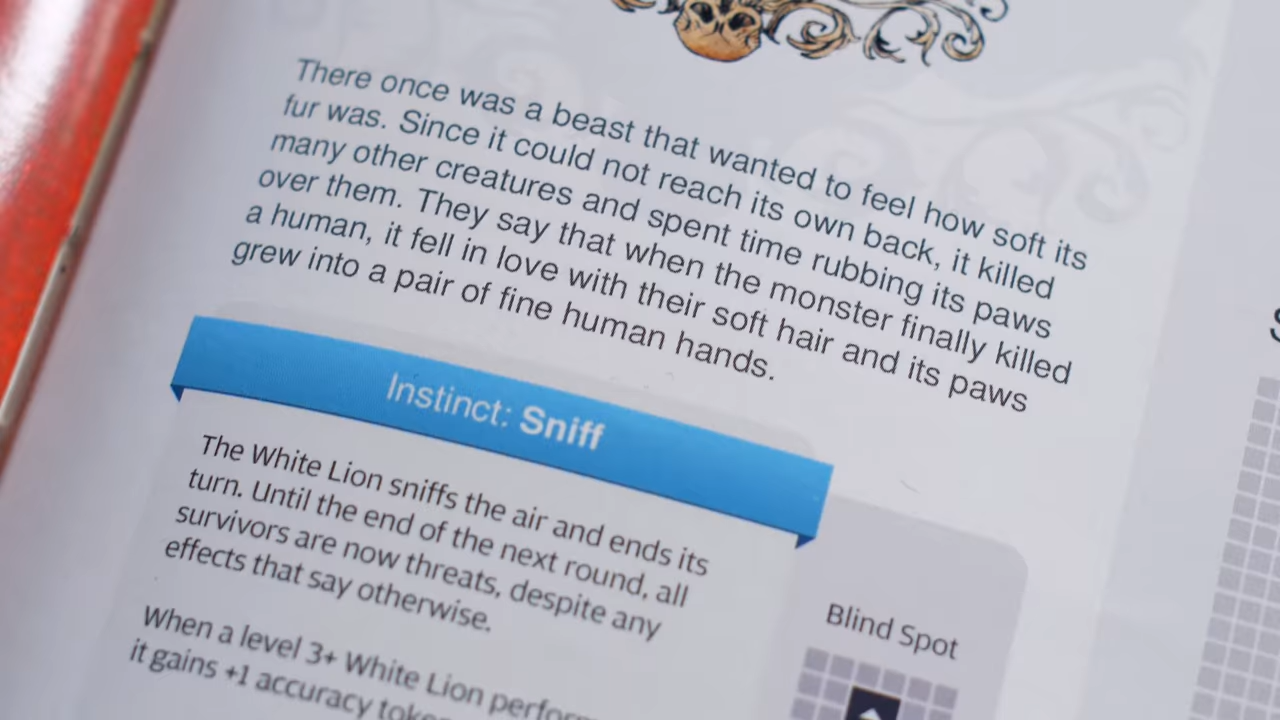 There once was a beast that wanted to feel how soft its
fur was. Since it could not reach its own back, it killed
many other creatures and spent time rubbing its paws
over them. They say that when the monster finally killed
a human, it fell in love with their soft hair and its paws
grew into a pair of fine human hands.
Instinct: Sniff
The White Lion sniffs the air and ends its
turn. Until the end of the next round, all
survivors are now threats, despite any
effects that say otherwise.
When a level 3+ White Lion
it gains +1 accuracy
Blind Spot